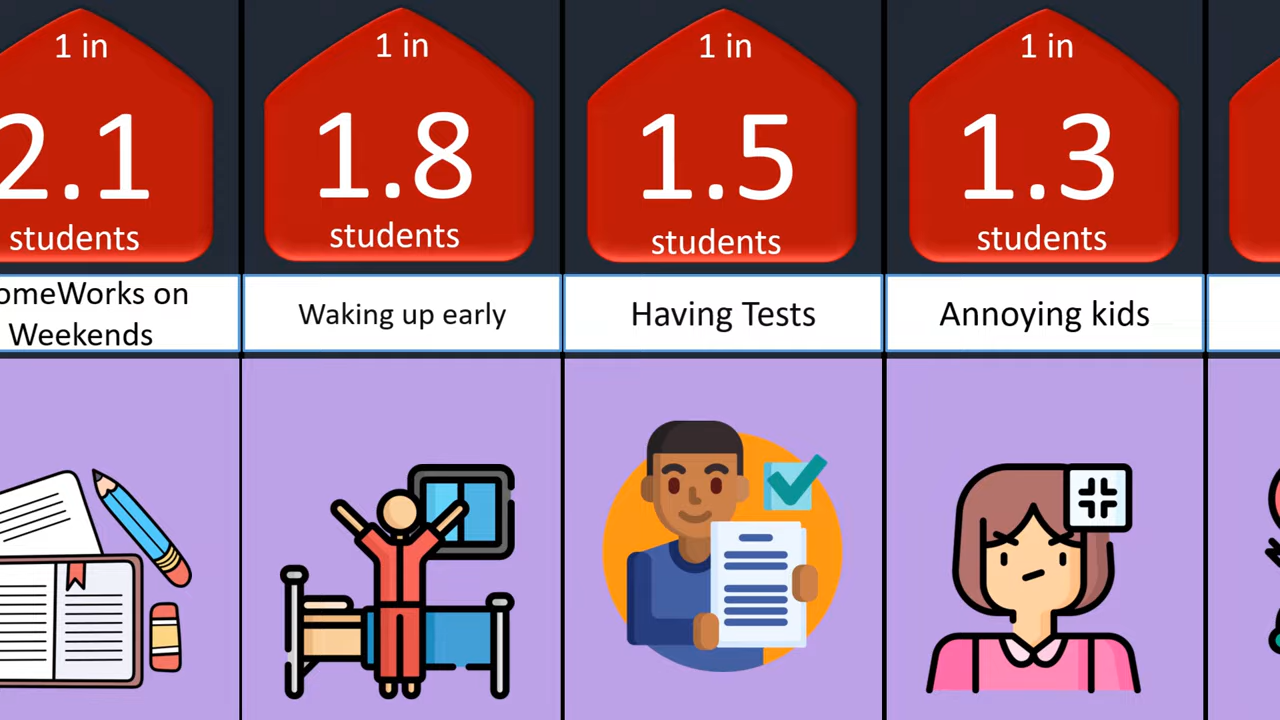 1 in
2.1
students
omeWorks on
Weekends
1 in
1.8
students
Waking up early
1 in
1.5
students
Having Tests
1 in
1.3
students
Annoying kids